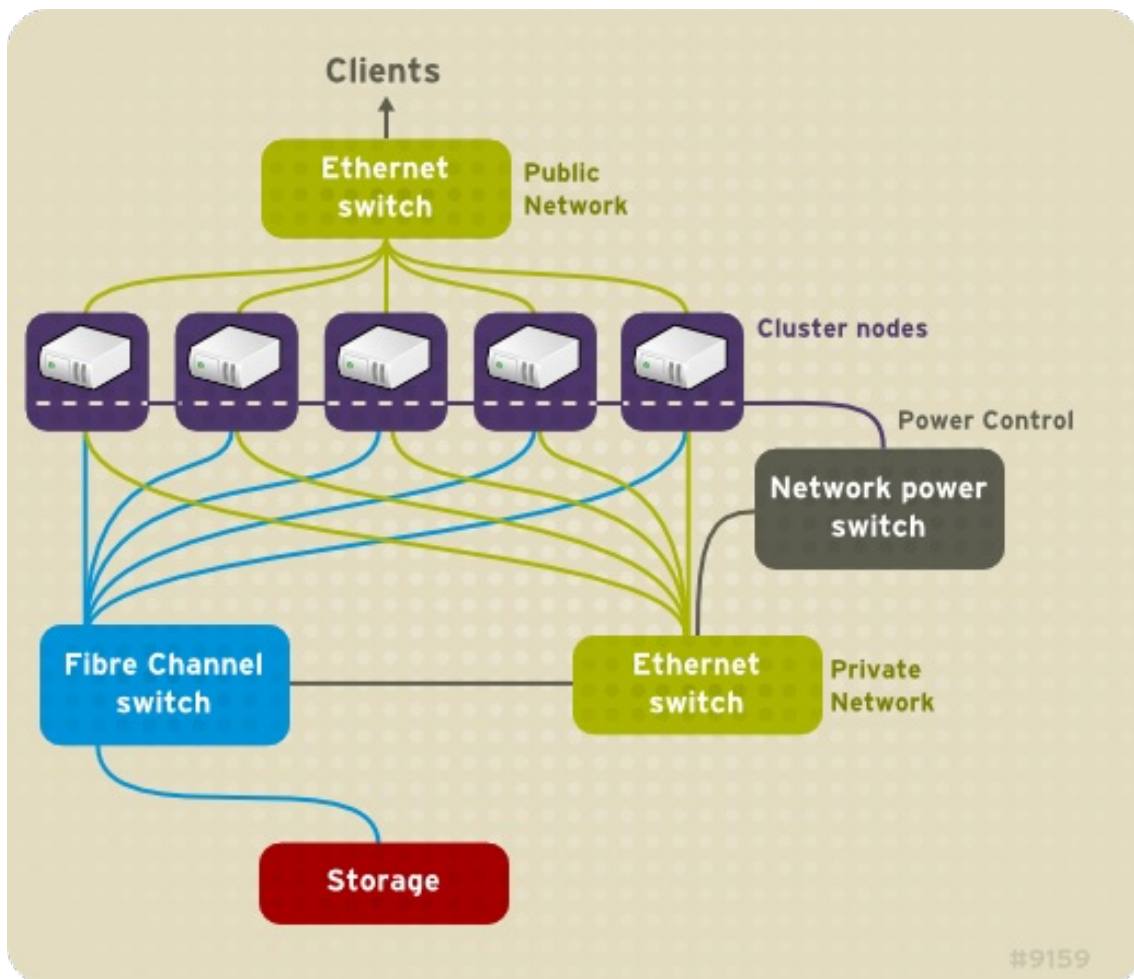 Clients
Ethernet
switch
Public
Network
Cluster nodes
Power Control
Network power
switch
Fibre Channel
switch
Ethernet
switch
Private
Network
Storage
#9159